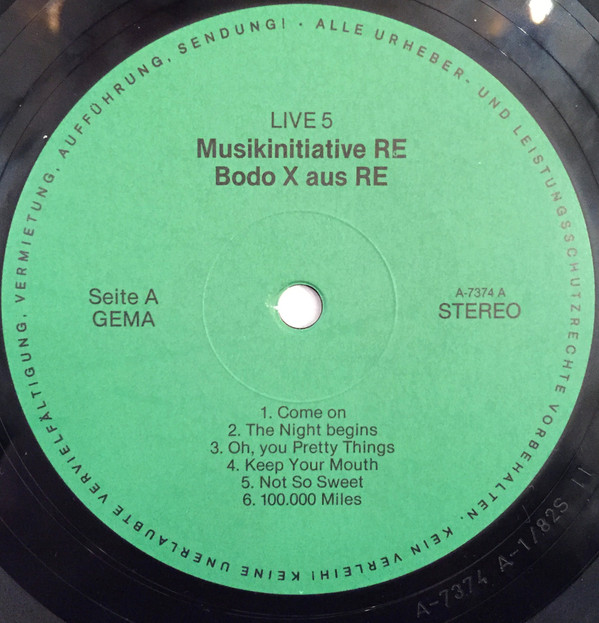 ALLE URHEBER- UND LEISTUNGSSCHUTZRECHTE VORBEHALTEN. KEIN VERLEIH! KEINE UNERLAUBTE VERVIELFÄLTIGUNG, VERMIETUNG, AUFFÜHRUNG, SENDUNG! ·
LIVE 5
Musikinitiative RE
Bodo X aus RE
Seite A
GEMA
A-7374 A
STEREO
1. Come on
2. The Night begins
3. Oh, you Pretty Things
4. Keep Your Mouth
5. Not So Sweet
6. 100.000 Miles
A-7374 A-1/82S